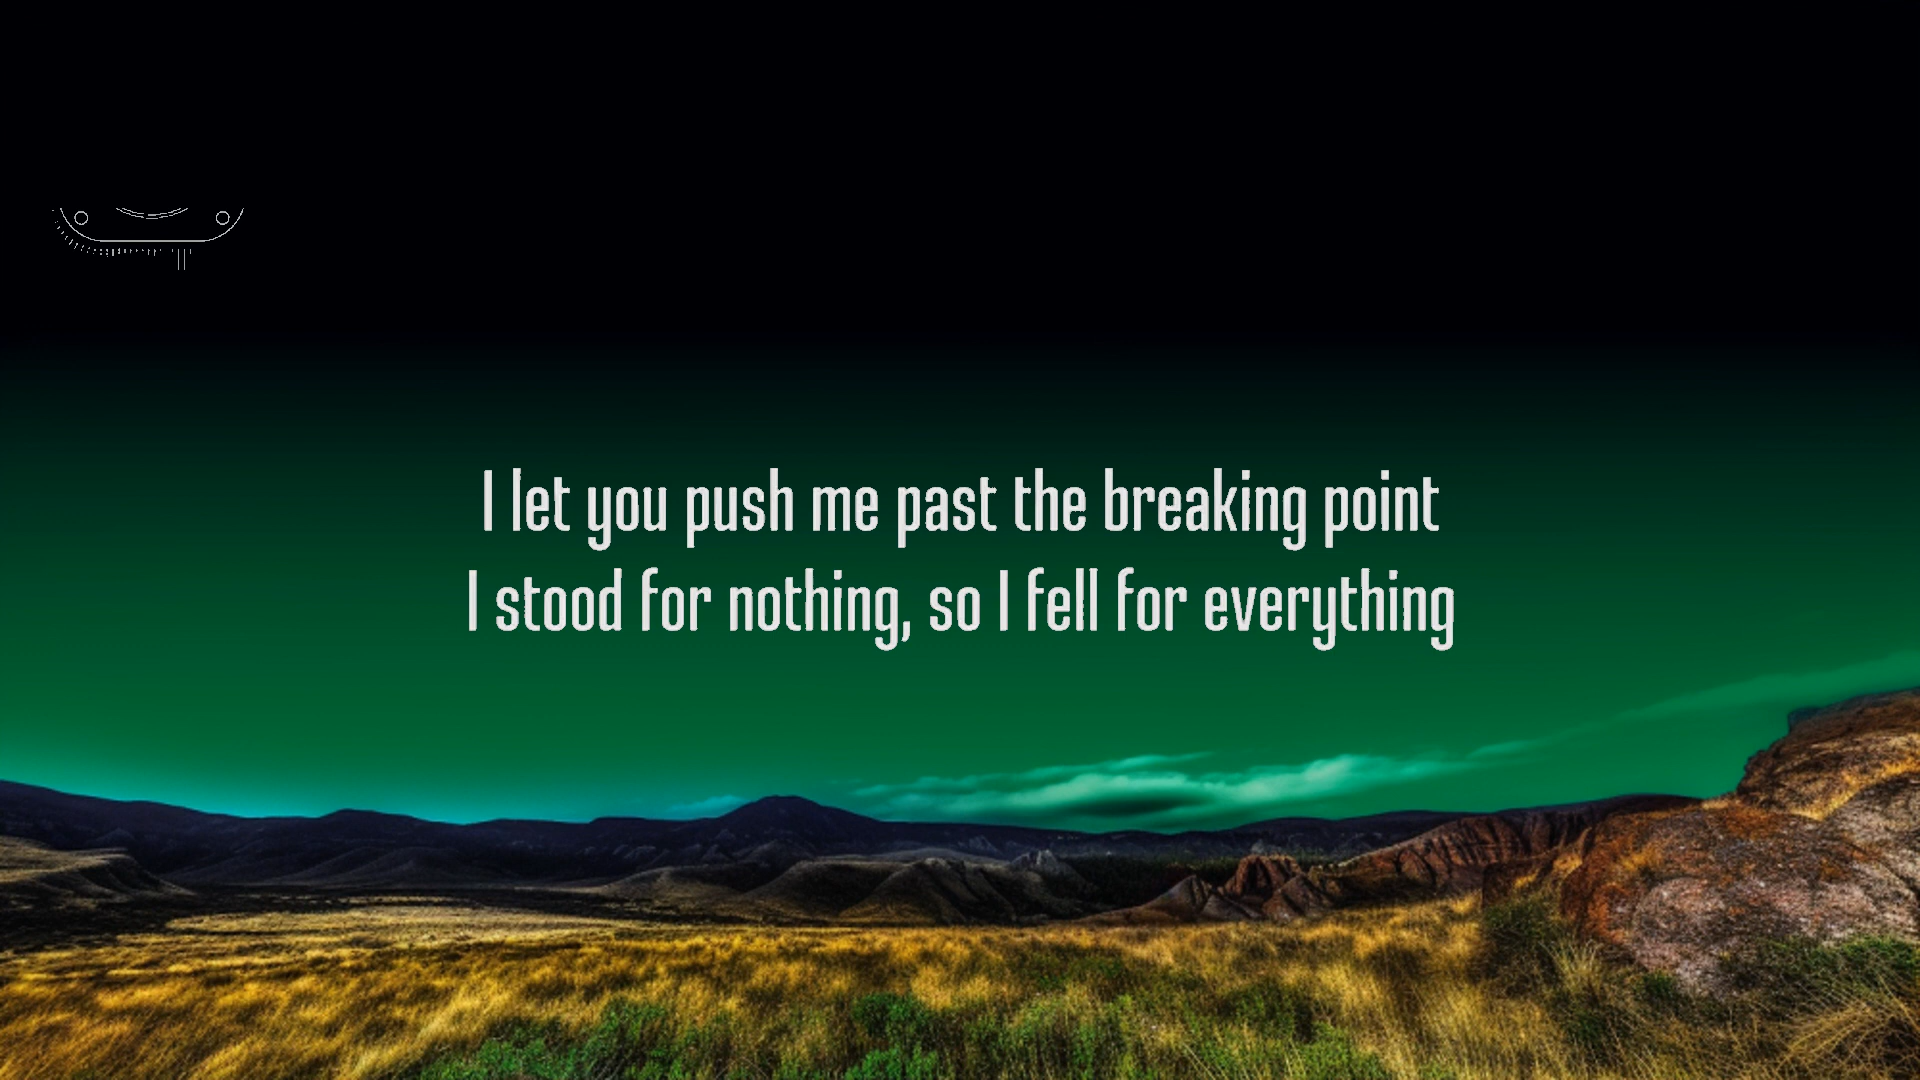 I let you push me past the breaking point
I stood for nothing, so I fell for everything